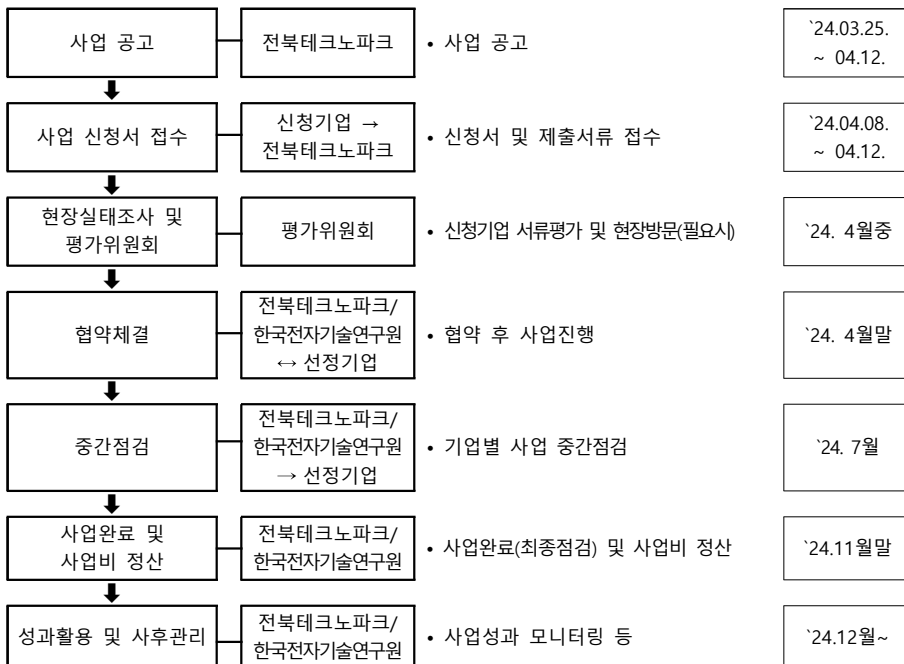 사업 공고
전북테크노파크
• 사업 공고
`24.03.25.
~ 04.12.
사업 신청서 접수
신청기업 →
전북테크노파크
• 신청서 및 제출서류 접수
`24.04.08.
~ 04.12.
현장실태조사 및
평가위원회
평가위원회
• 신청기업 서류평가 및 현장방문(필요시)
`24. 4월중
협약체결
전북테크노파크/
한국전자기술연구원
↔ 선정기업
• 협약 후 사업진행
`24. 4월말
중간점검
전북테크노파크/
한국전자기술연구원
→ 선정기업
• 기업별 사업 중간점검
`24. 7월
사업완료 및
사업비 정산
전북테크노파크/
한국전자기술연구원
• 사업완료(최종점검) 및 사업비 정산
`24.11월말
성과활용 및 사후관리
전북테크노파크/
한국전자기술연구원
• 사업성과 모니터링 등
`24.12월~